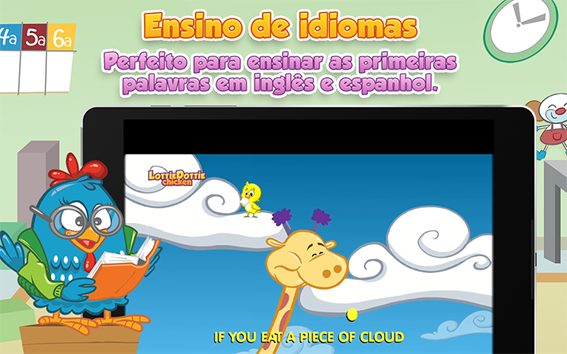 Ensino de idiomas
4a 5a 6a
Perfeito para ensinar as primeiras
palavras em inglês e espanhol.
LOTTIE DOTTIE
chicken
IF YOU EAT A PIECE OF CLOUD